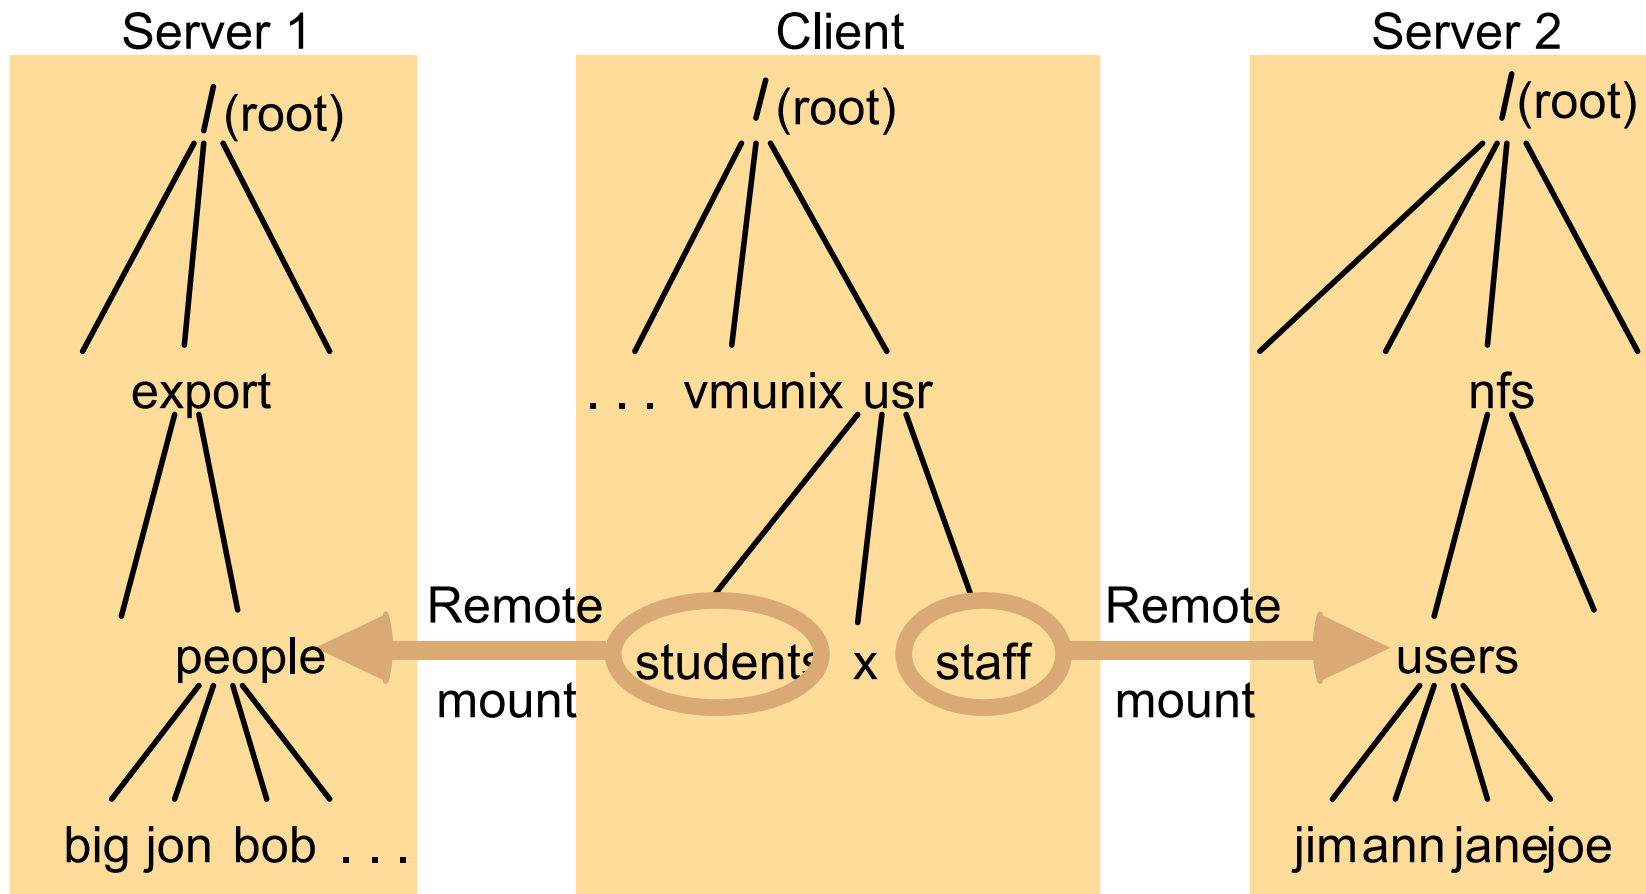 Server 1 Client Server 2
/ (root) / (root) / (root)
export . . . vmunix usr nfs
Remote Remote
people students x staff users
mount mount
big jon bob . . . jim ann jane joe